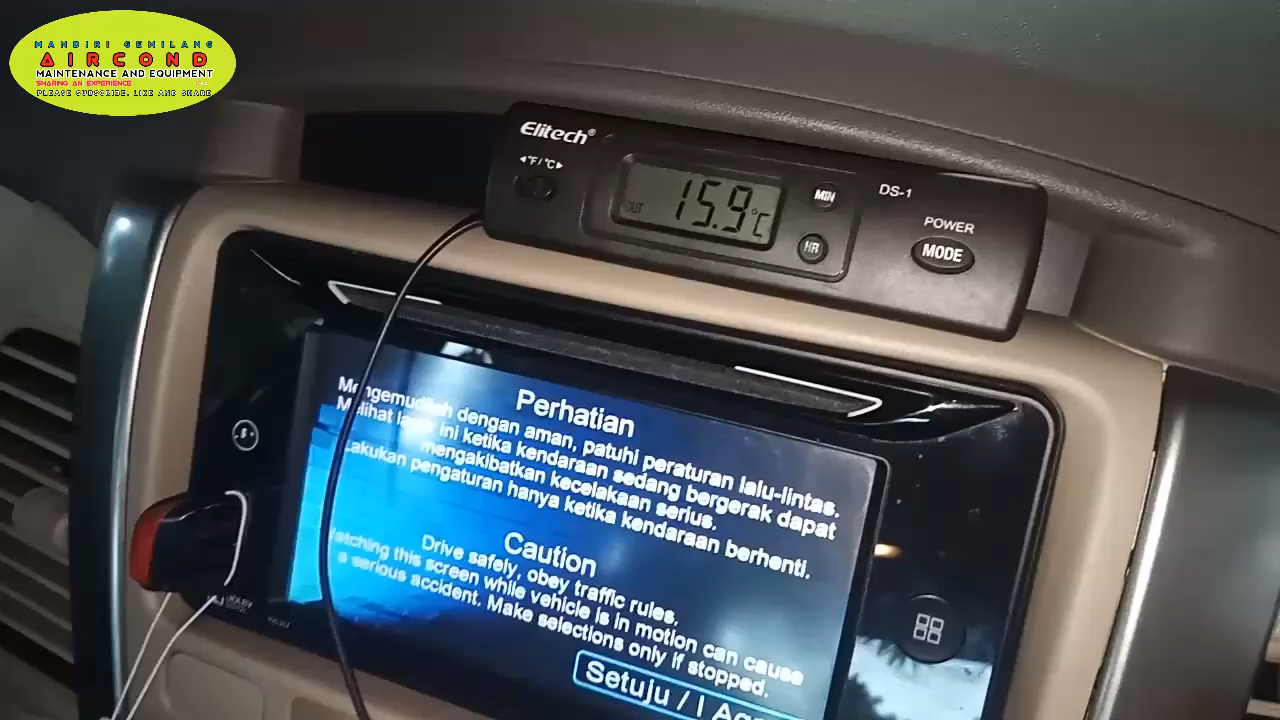 MANDIRI GEMILANG
AIRCOND
MAINTENANCE AND EQUIPMENT
SHARING AN EXPERIENCE
PLEASE SUBSCRIBE, LIKE AND SHARE
Elitech®
°F/°C
OUT
15.9°C
MIN
HR
DS-1
POWER
MODE
Perhatian
Mengemudilah dengan aman, patuhi peraturan lalu-lintas.
Melihat ini ketika kendaraan sedang bergerak dapat
mengakibatkan kecelakaan serius.
Lakukan pengaturan hanya ketika kendaraan berhenti.
Caution
Drive safely, obey traffic rules.
Watching this screen while vehicle is in motion can cause
a serious accident. Make selections only if stopped.
Setuju / I